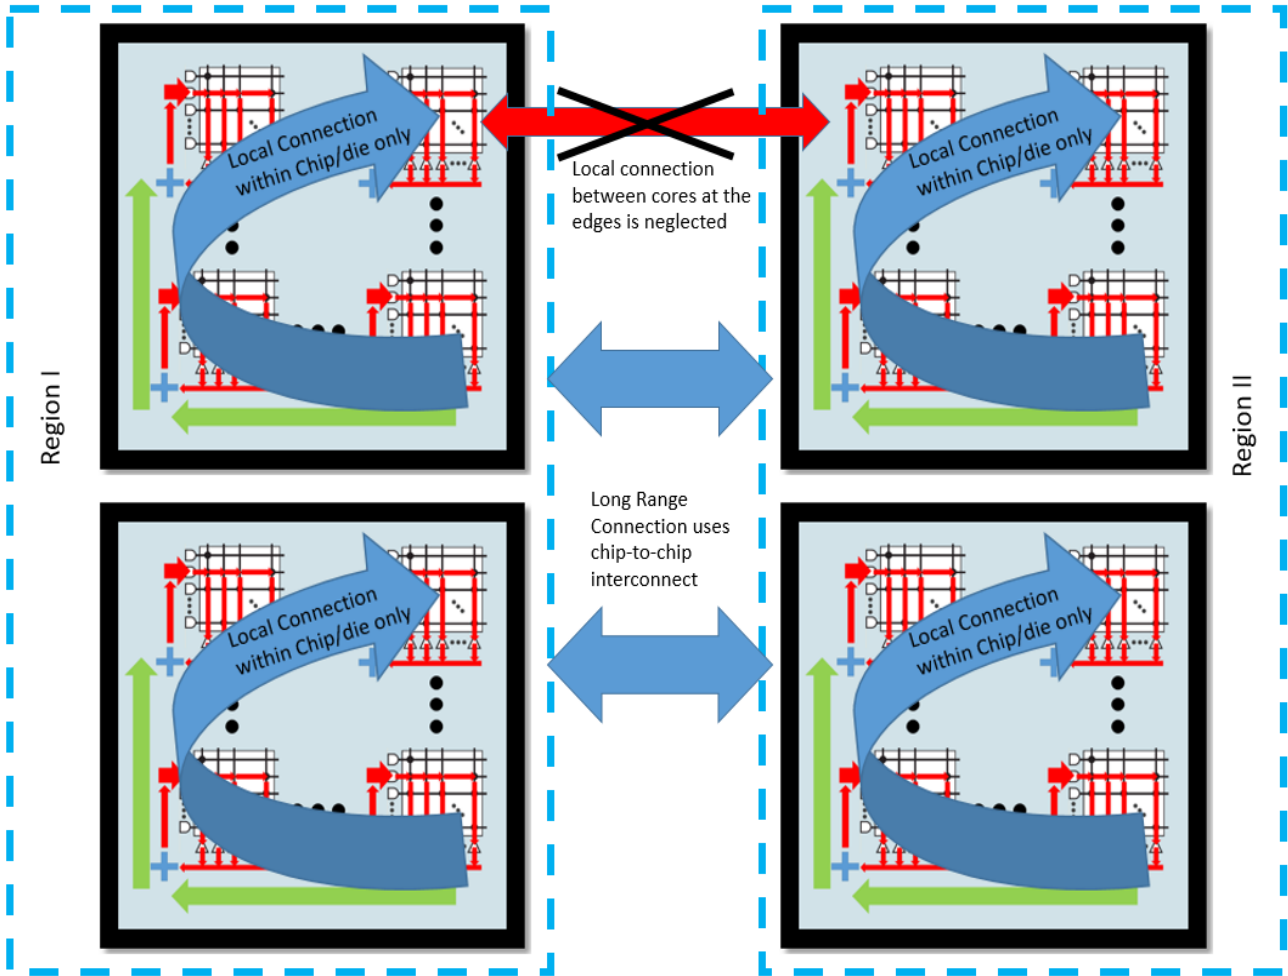 Local Connection
within Chip/die only
Local Connection
within Chip/die only
Local connection
between cores at the
edges is neglected
Region I
Region II
Long Range
Connection uses
chip-to-chip
interconnect
Local Connection
within Chip/die only
Local Connection
within Chip/die only